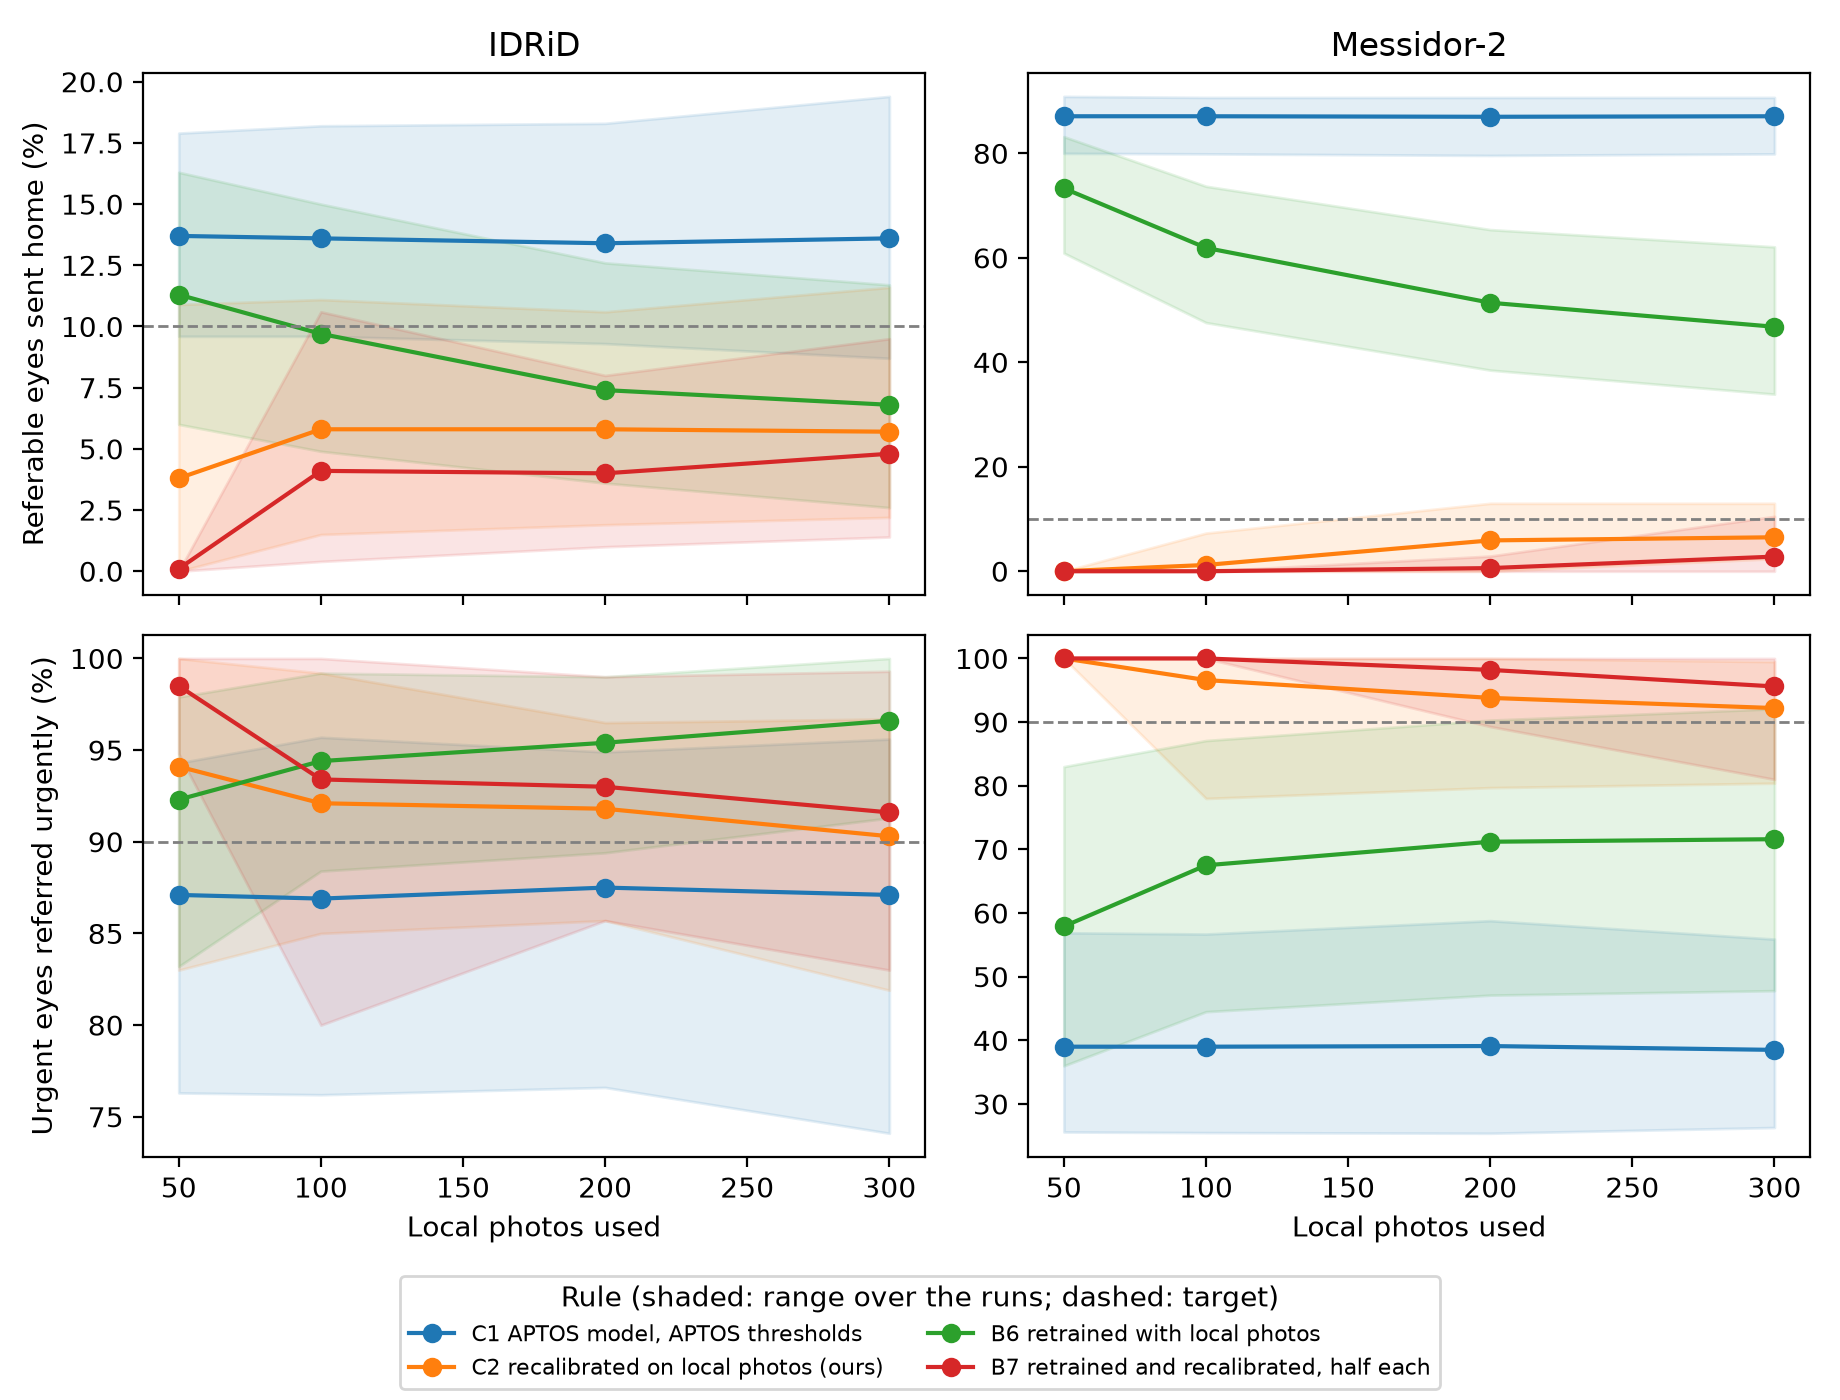 IDRiD
Messidor-2
Referable eyes sent home (%)
20.0
17.5
15.0
12.5
10.0
7.5
5.0
2.5
0.0
80
60
40
20
0
Urgent eyes referred urgently (%)
100
95
90
85
80
75
100
90
80
70
60
50
40
30
50 100 150 200 250 300
50 100 150 200 250 300
Local photos used
Local photos used
Rule (shaded: range over the runs; dashed: target)
C1 APTOS model, APTOS thresholds
B6 retrained with local photos
C2 recalibrated on local photos (ours)
B7 retrained and recalibrated, half each